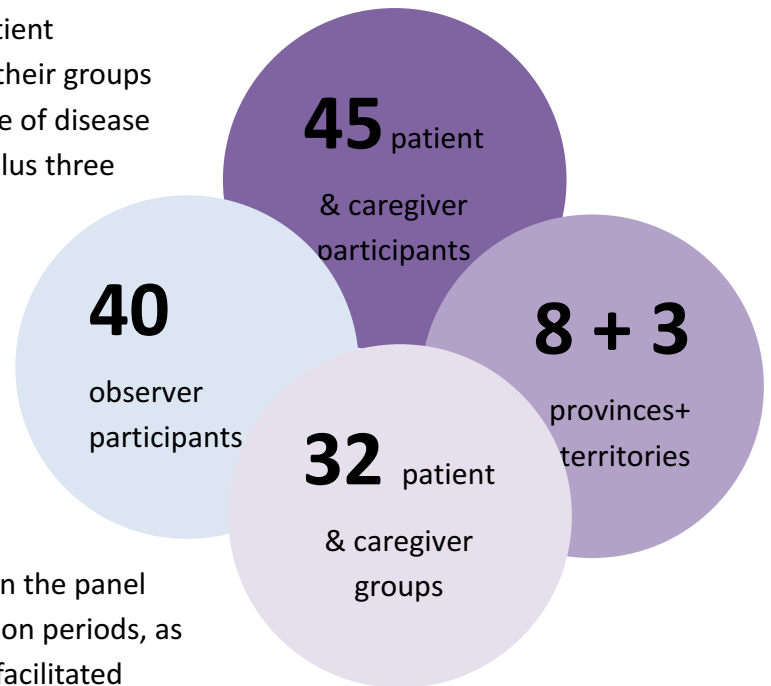 tient
their groups
e of disease
lus three
45 patient
& caregiver
participants
40
observer
participants
8 + 3
provinces+
territories
32 patient
& caregiver
groups
n the panel
on periods, as
facilitated